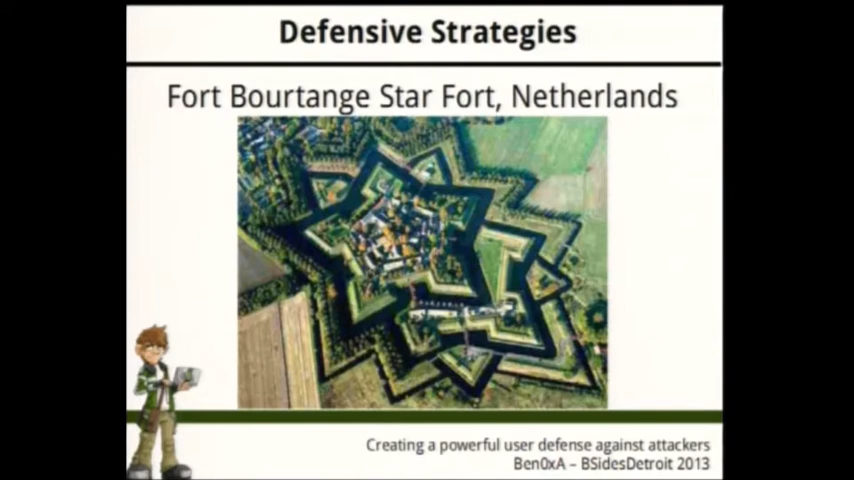 Defensive Strategies
Fort Bourtange Star Fort, Netherlands
Creating a powerful user defense against attackers
Ben0xA – BSidesDetroit 2013